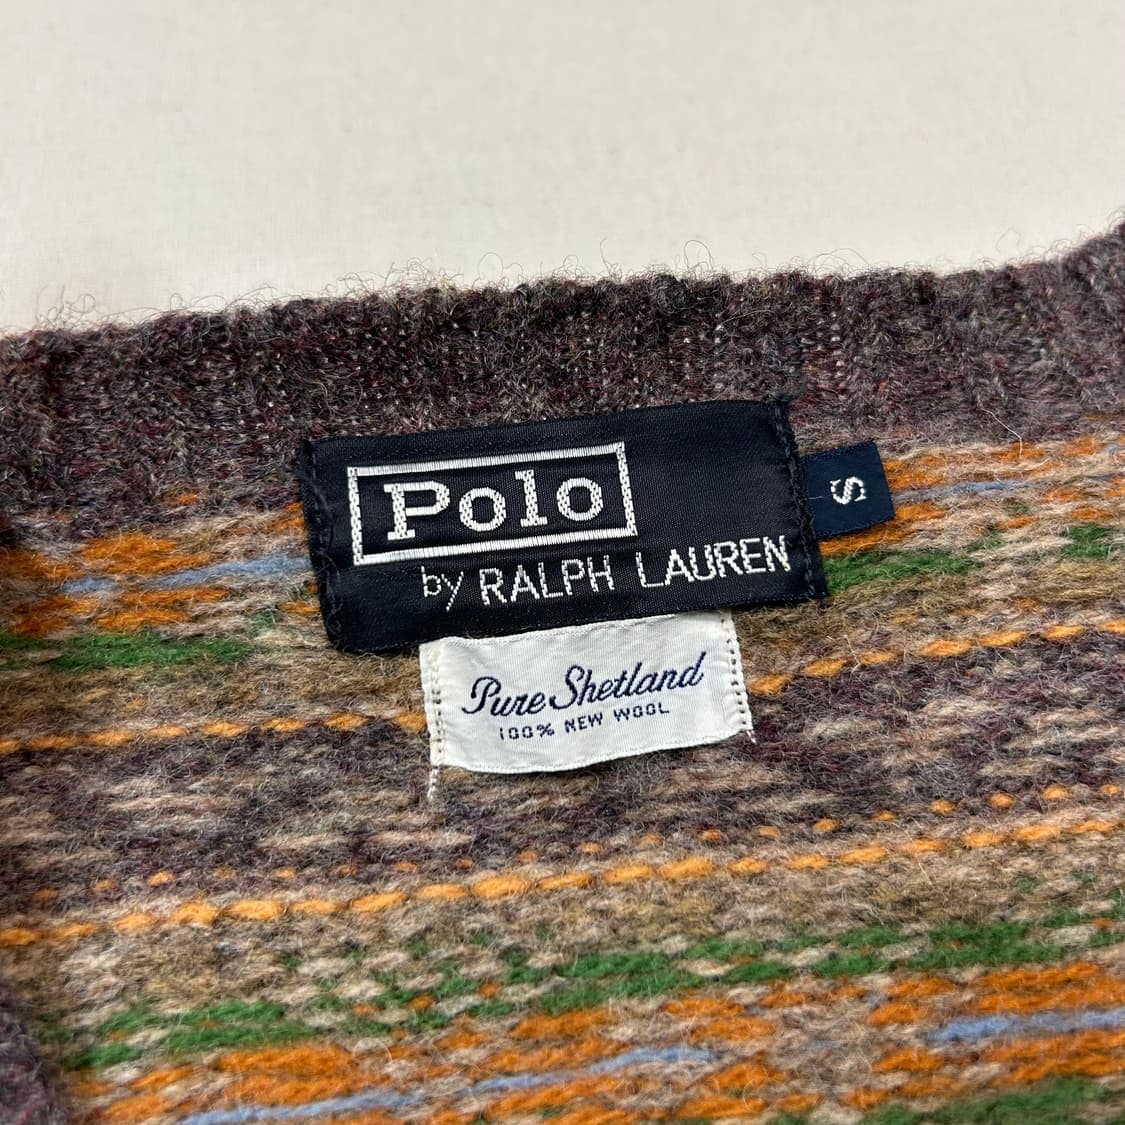 Polo
by RALPH LAUREN
S
Pure Shetland
100% NEW WOOL